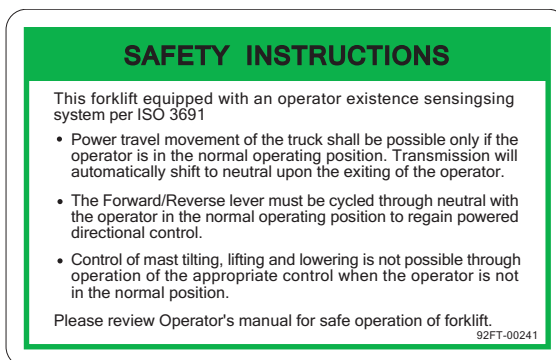 SAFETY INSTRUCTIONS
This forklift equipped with an operator existence sensingsing
system per ISO 3691
• Power travel movement of the truck shall be possible only if the
operator is in the normal operating position. Transmission will
automatically shift to neutral upon the exiting of the operator.
• The Forward/Reverse lever must be cycled through neutral with
the operator in the normal operating position to regain powered
directional control.
• Control of mast tilting, lifting and lowering is not possible through
operation of the appropriate control when the operator is not
in the normal position.
Please review Operator's manual for safe operation of forklift.
92FT-00241